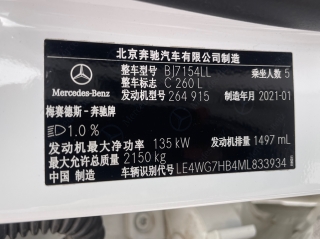 北京奔驰汽车有限公司制造
整车型号 BJ7154LL 乘坐人数 5
整车标志 C 260 L
发动机型号 264 915 制造年月 2021-01
Mercedes-Benz
梅赛德斯-奔驰牌
1.0 %
发动机最大净功率 135 kW 发动机排量 1497 mL
最大允许总质量 2150 kg
中国 制造 车辆识别代号 LE4WG7HB4ML833934